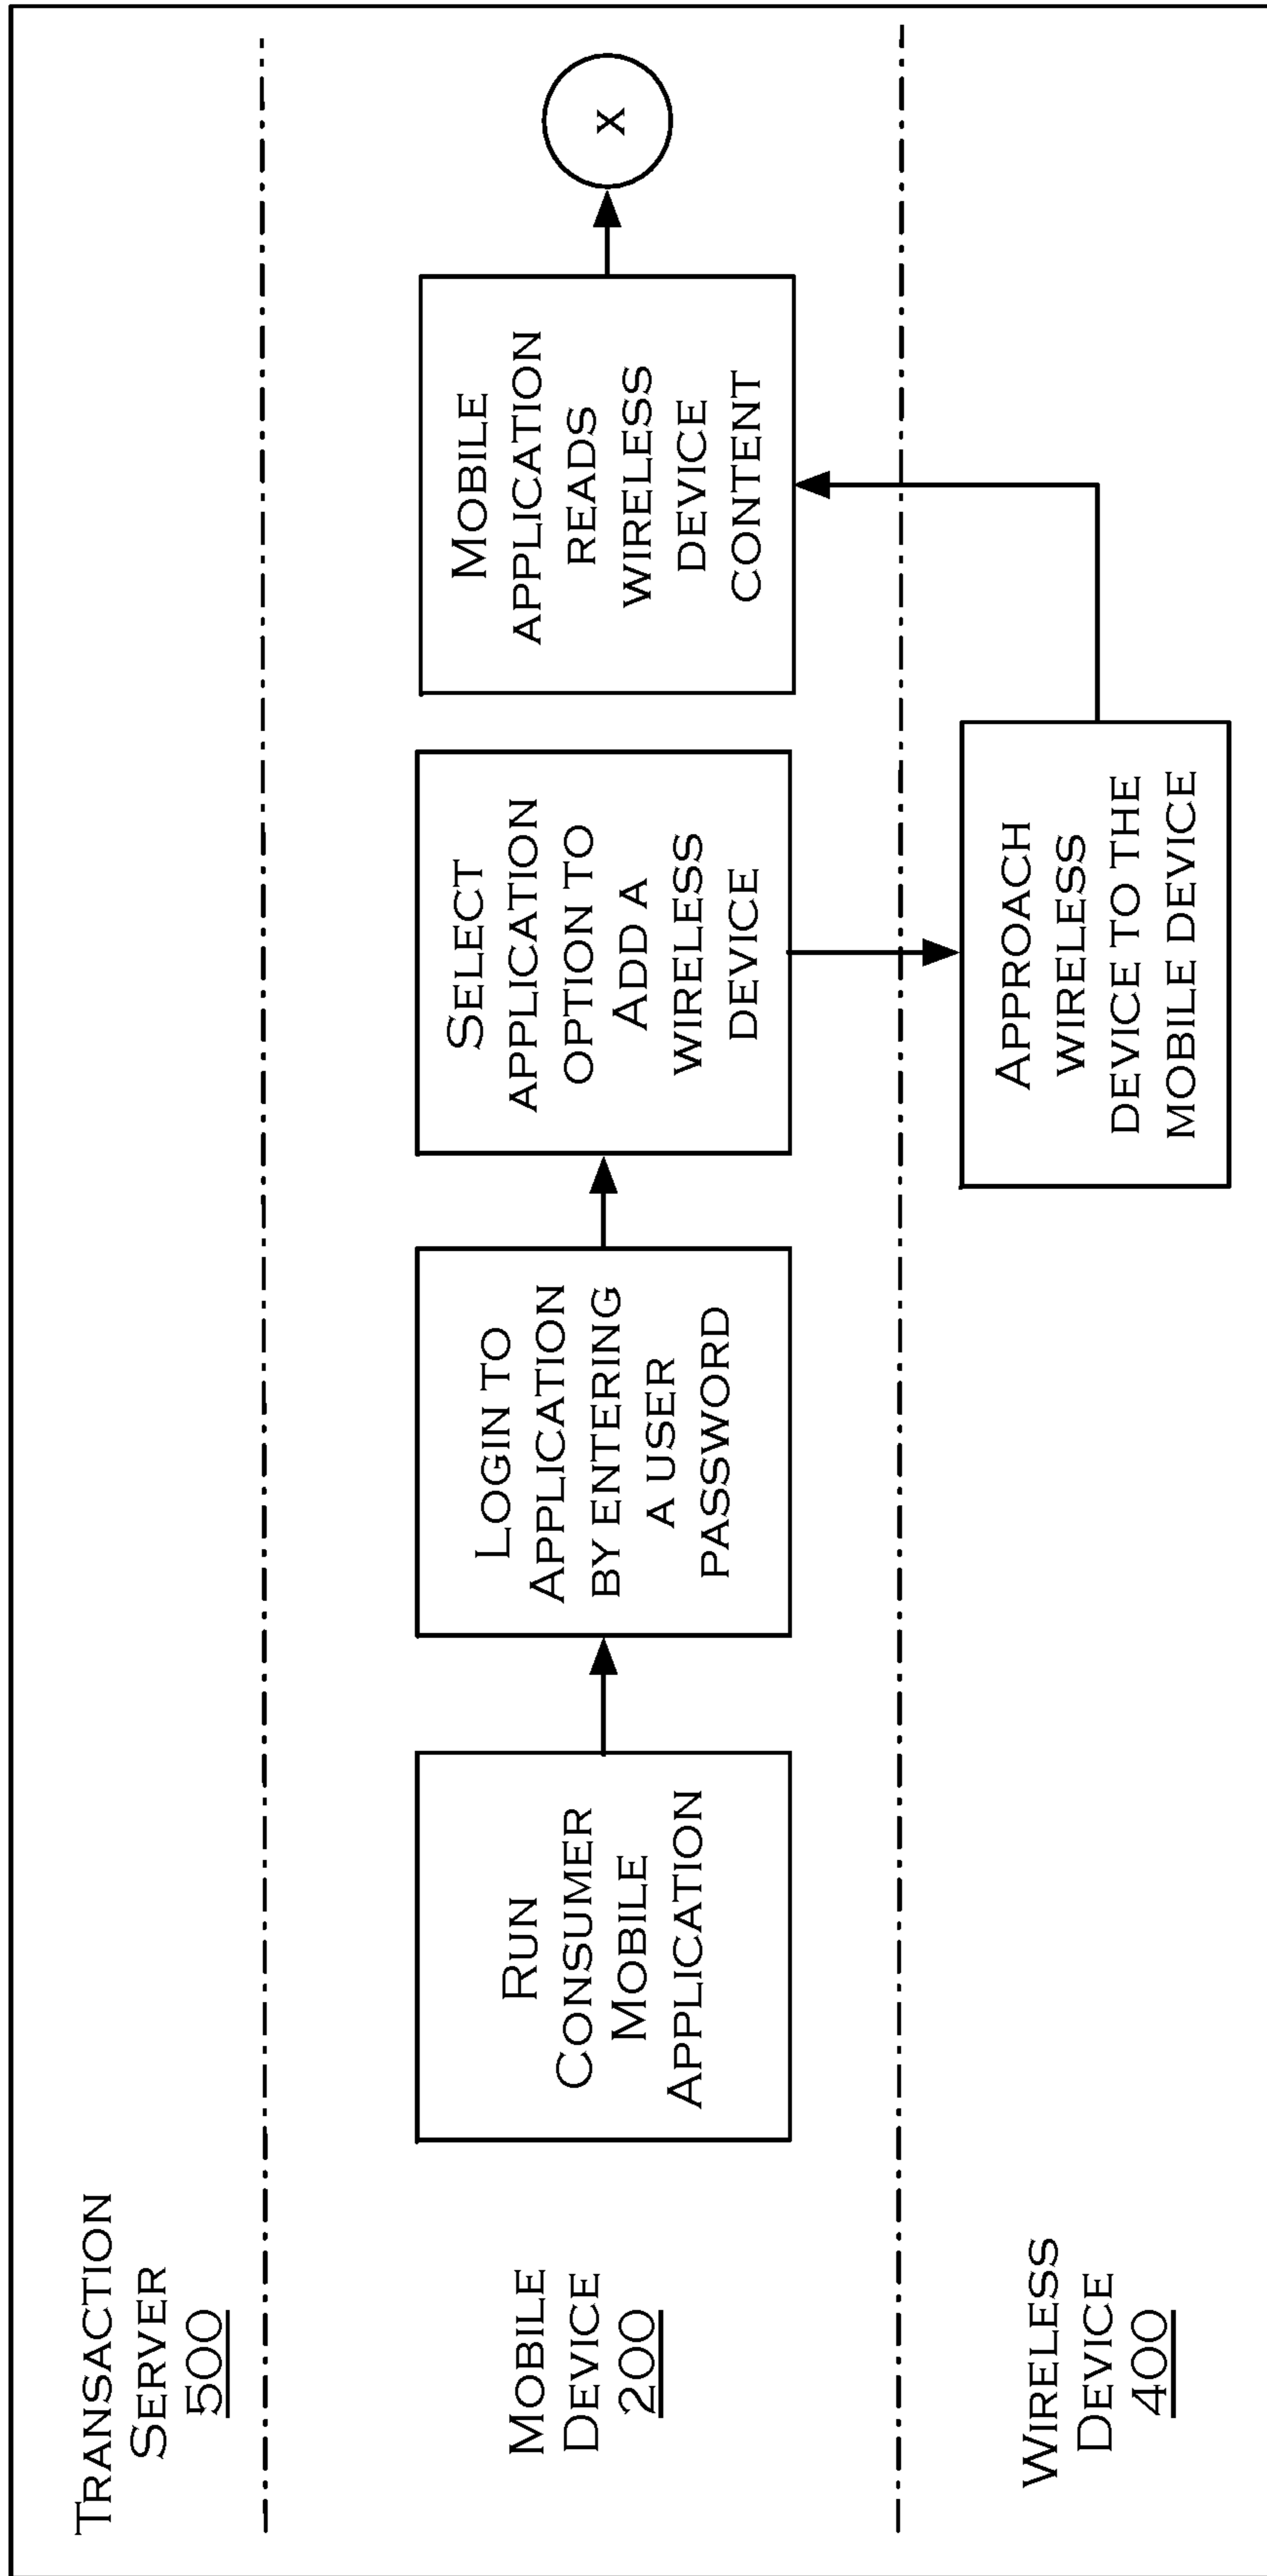 TRANSACTION
SERVER
500
MOBILE
DEVICE
200
RUN
CONSUMER
MOBILE
APPLICATION
LOGIN TO
APPLICATION
BY ENTERING
A USER
PASSWORD
SELECT
APPLICATION
OPTION TO
ADD A
WIRELESS
DEVICE
MOBILE
APPLICATION
READS
WIRELESS
DEVICE
CONTENT
X
WIRELESS
DEVICE
400
APPROACH
WIRELESS
DEVICE TO THE
MOBILE DEVICE